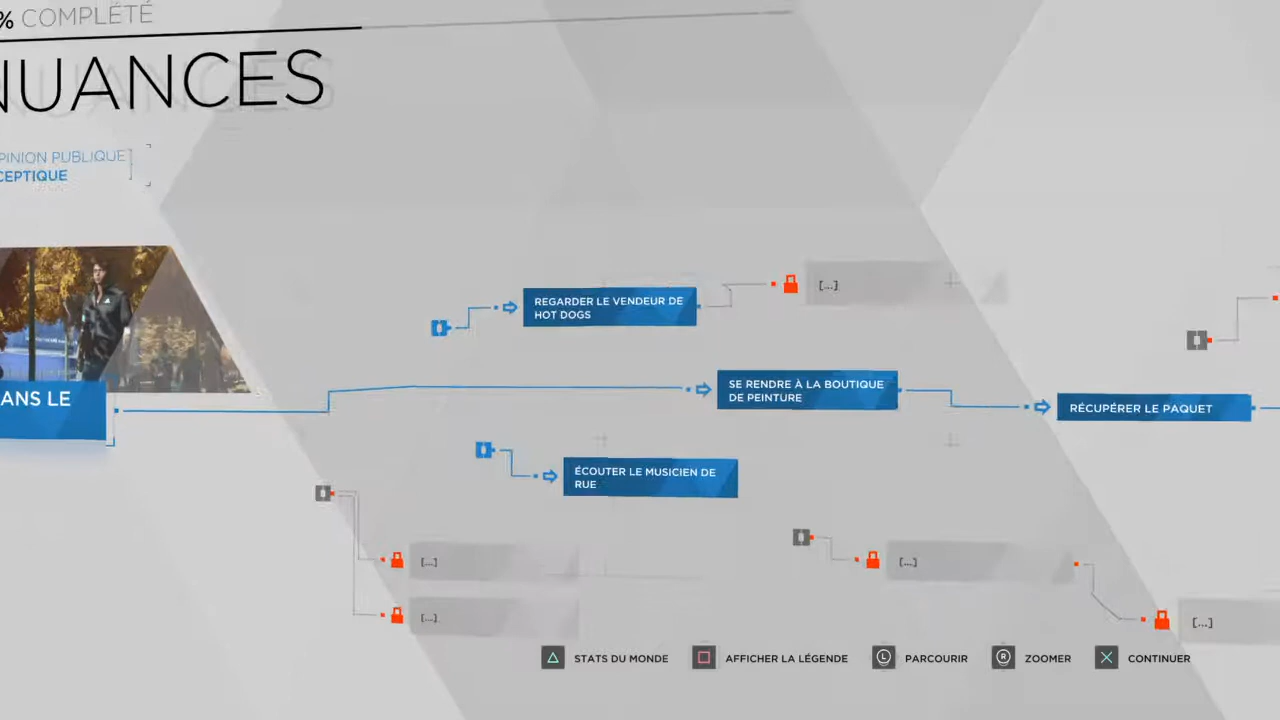 % COMPLÉTÉ
NUANCES
PINION PUBLIQUE
CEPTIQUE
ANS LE
REGARDER LE VENDEUR DE
HOT DOGS
[...]
SE RENDRE À LA BOUTIQUE
DE PEINTURE
RÉCUPÉRER LE PAQUET
ÉCOUTER LE MUSICIEN DE
RUE
[...]
[...]
[...]
[...]
STATS DU MONDE
AFFICHER LA LÉGENDE
L PARCOURIR
R ZOOMER
CONTINUER